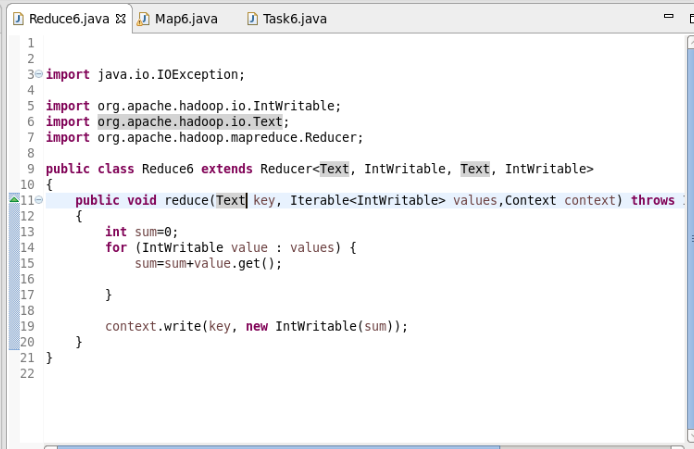 Reduce6.java Map6.java Task6.java
1
2
3 import java.io.IOException;
4
5 import org.apache.hadoop.io.IntWritable;
6 import org.apache.hadoop.io.Text;
7 import org.apache.hadoop.mapreduce.Reducer;
8
9 public class Reduce6 extends Reducer<Text, IntWritable, Text, IntWritable>
10 {
11 public void reduce(Text key, Iterable<IntWritable> values,Context context) throws
12 {
13 int sum=0;
14 for (IntWritable value : values) {
15 sum=sum+value.get();
16
17 }
18
19 context.write(key, new IntWritable(sum));
20 }
21 }
22